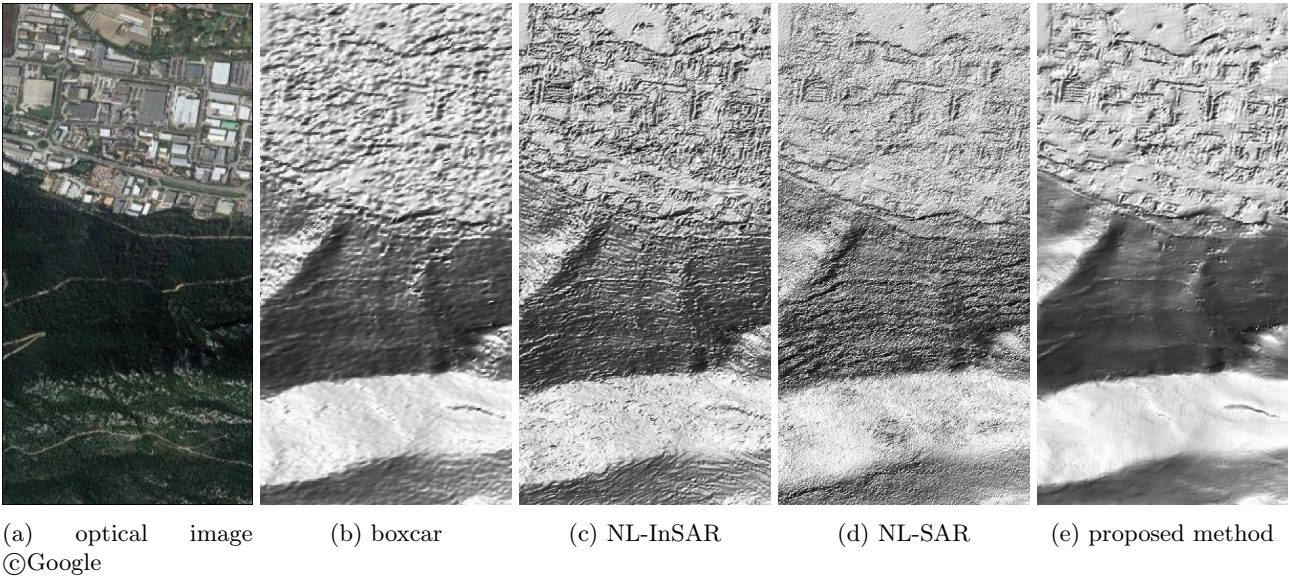 (a) optical image
©Google
(b) boxcar
(c) NL-InSAR
(d) NL-SAR
(e) proposed method